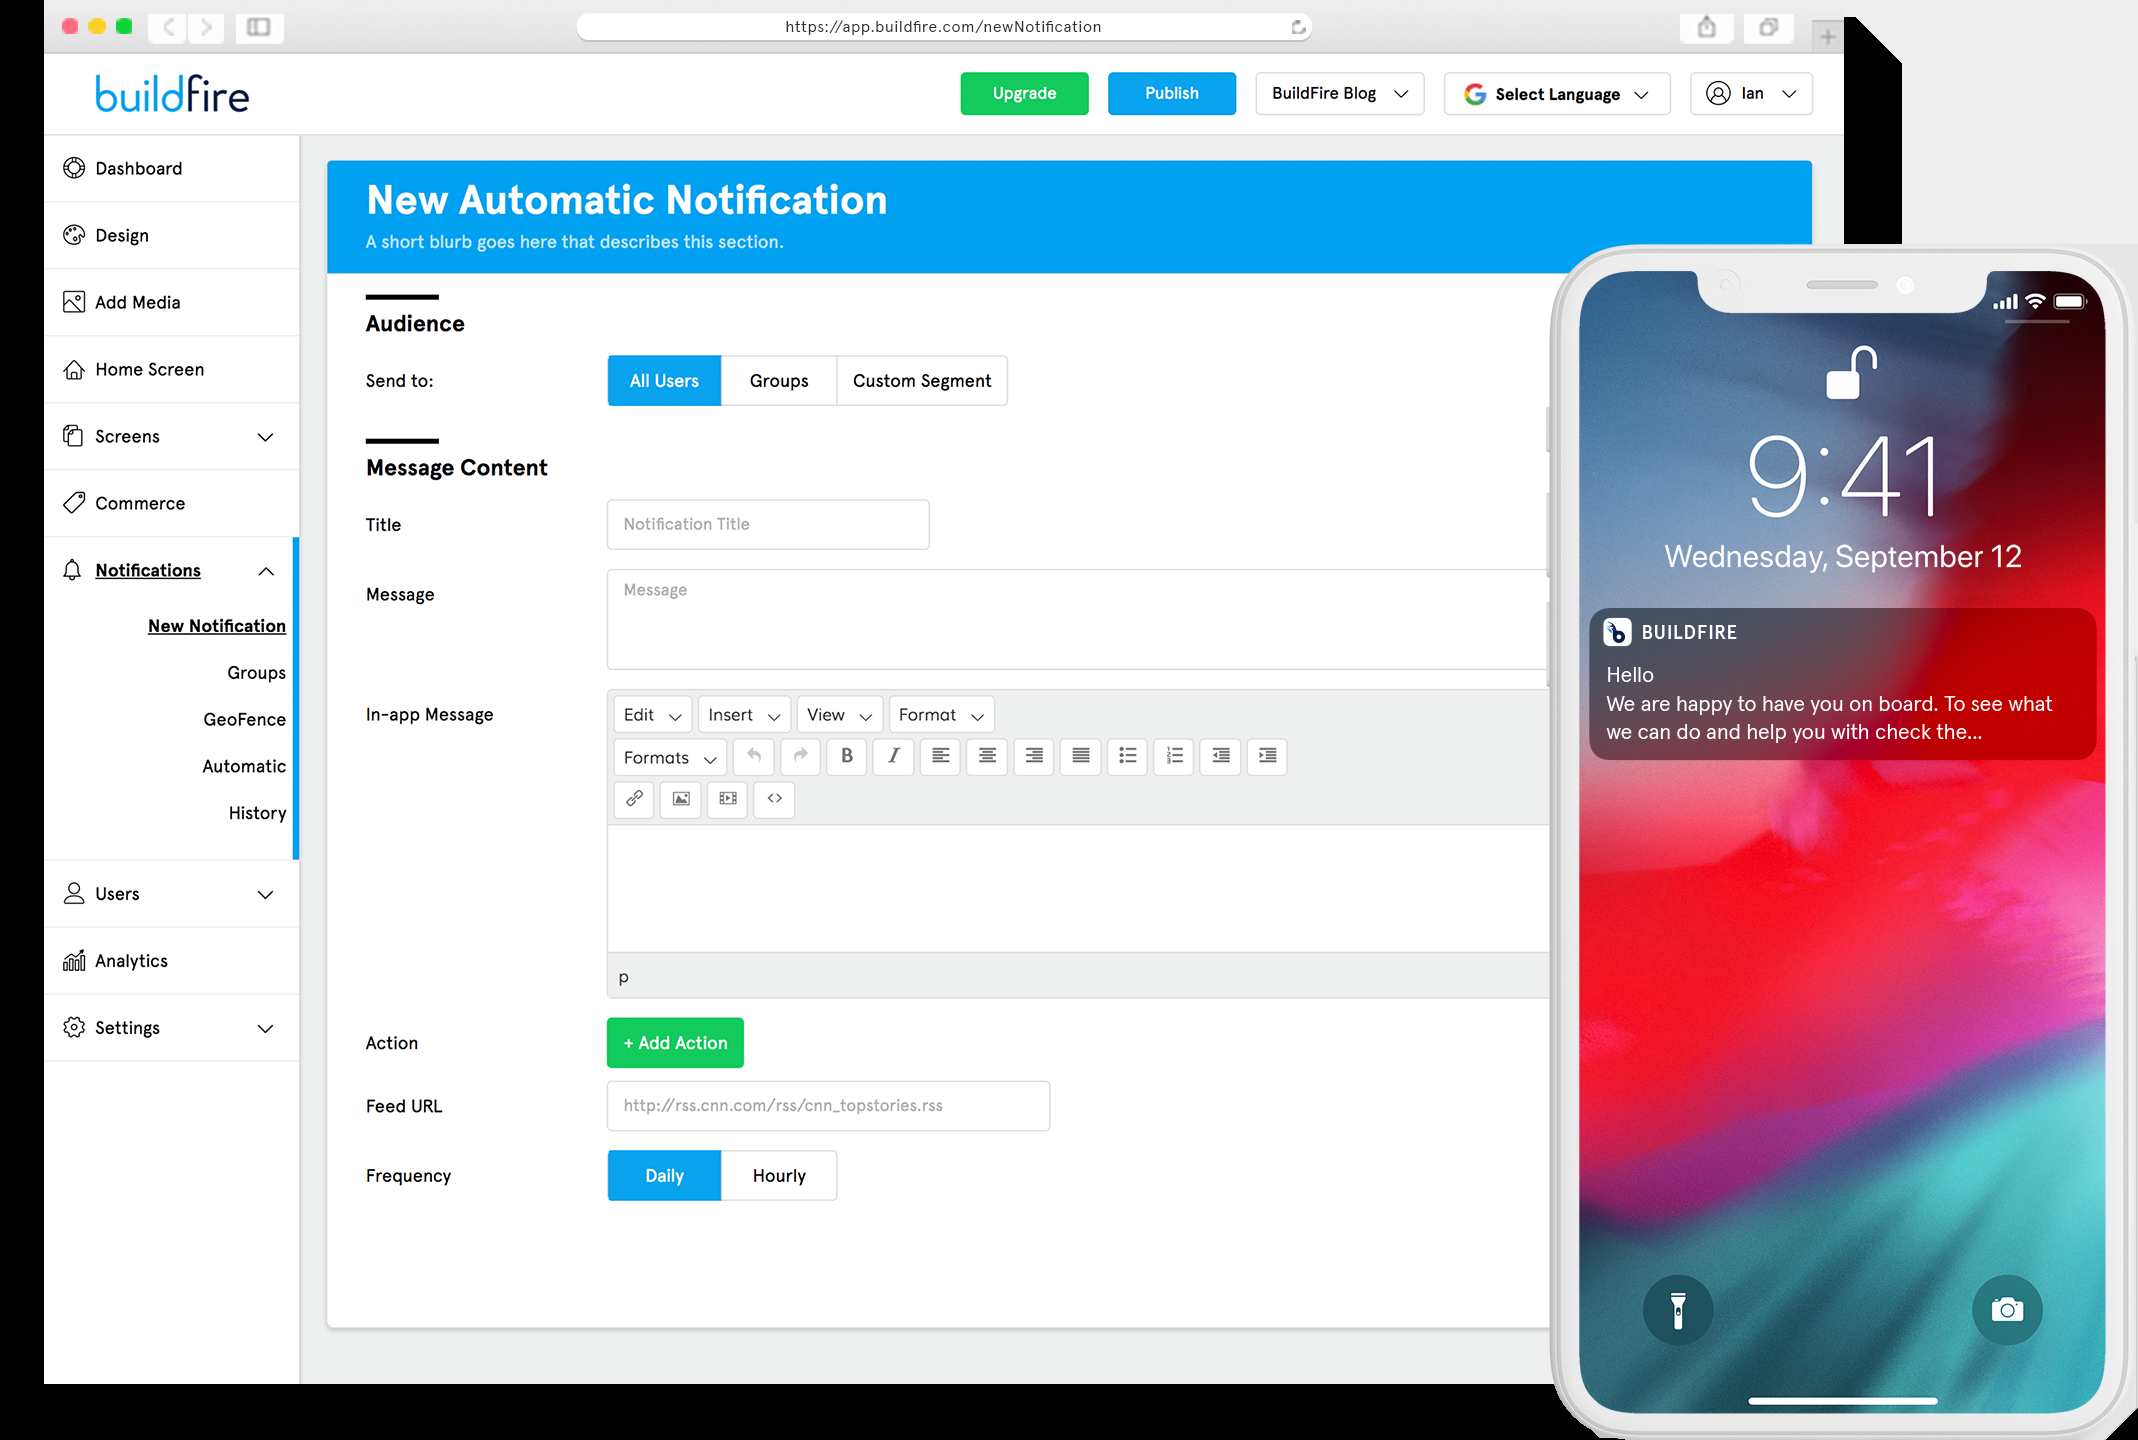 https://app.buildfire.com/newNotification
buildfire
Upgrade
Publish
BuildFire Blog
Select Language
Ian
Dashboard
Design
Add Media
Home Screen
Screens
Commerce
Notifications
New Notification
Groups
GeoFence
Automatic
History
Users
Analytics
Settings
New Automatic Notification
A short blurb goes here that describes this section.
Audience
Send to:
All Users
Groups
Custom Segment
Message Content
Title
Notification Title
Message
Message
In-app Message
Edit
Insert
View
Format
Formats
B
I
p
Action
+ Add Action
Feed URL
http://rss.cnn.com/rss/cnn_topstories.rss
Frequency
Daily
Hourly
9:41
Wednesday, September 12
BUILDFIRE
Hello
We are happy to have you on board. To see what
we can do and help you with check the...